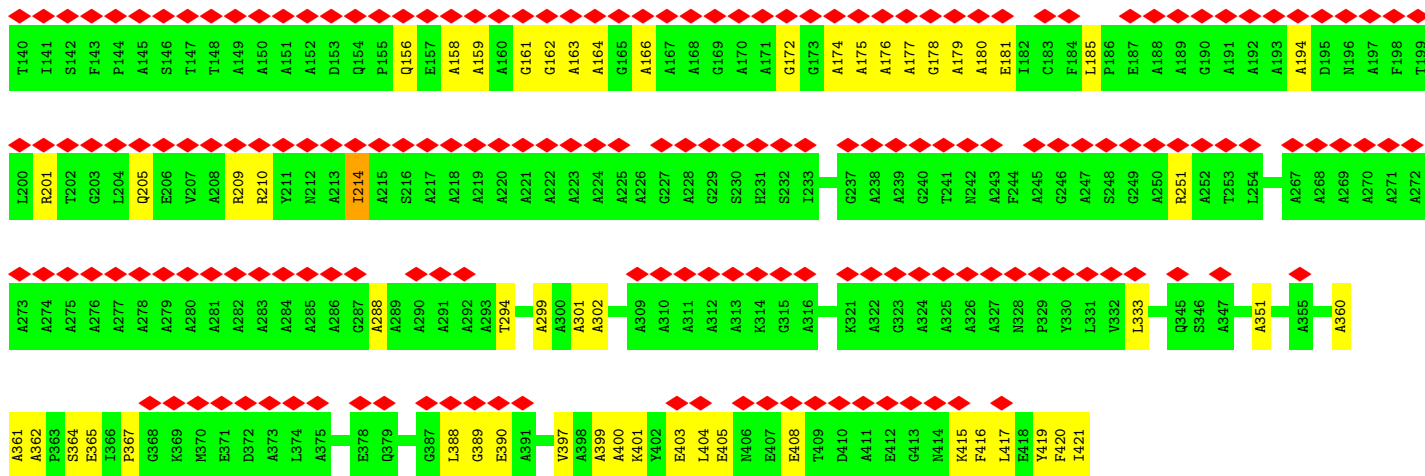 T140 I141 S142 F143 P144 A145 S146 T147 T148 A149 A150 A151 A152 D153 Q154 P155 Q156 E157 A158 A159 A160 G161 G162 A163 A164 G165 A166 A167 A168 G169 A170 A171 G172 G173 A174 A175 A176 A177 G178 A179 A180 E181 I182 C183 F184 L185 P186 E187 A188 A189 G190 A191 A192 A193 A194 D195 N196 A197 F198 T199
L200 R201 T202 G203 L204 Q205 E206 V207 A208 R209 R210 Y211 N212 A213 I214 A215 S216 A217 A218 A219 A220 A221 A222 A223 A224 A225 A226 G227 A228 G229 S230 H231 S232 I233 G237 A238 A239 G240 T241 N242 A243 F244 A245 G246 A247 S248 G249 A250 R251 A252 T253 L254 A267 A268 A269 A270 A271 A272
A273 A274 A275 A276 A277 A278 A279 A280 A281 A282 A283 A284 A285 A286 G287 A288 A289 A290 A291 A292 A293 T294 A299 A300 A301 A302 A309 A310 A311 A312 A313 K314 G315 A316 K321 A322 G323 A324 A325 A326 A327 N328 P329 Y330 L331 V332 L333 Q345 S346 A347 A351 A355 A360
A361 A362 P363 S364 E365 I366 P367 G368 K369 M370 E371 D372 A373 L374 A375 E378 Q379 G387 L388 G389 E390 A391 V397 A398 A399 A400 K401 Y402 E403 L404 E405 N406 E407 E408 T409 D410 A411 E412 G413 N414 K415 F416 L417 E418 Y419 F420 I421